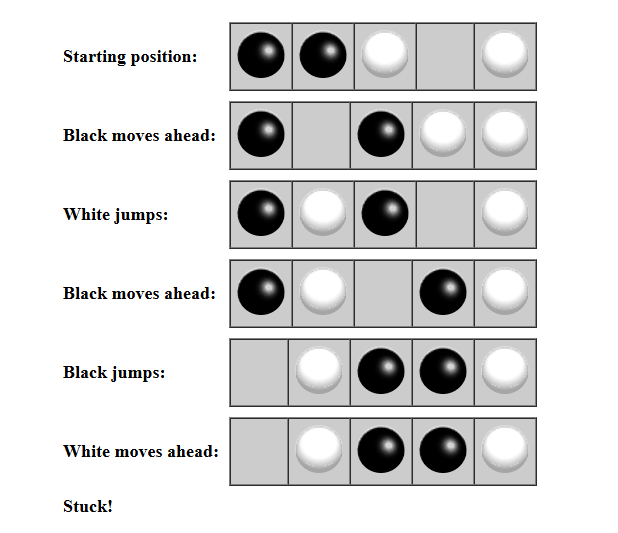 Starting position:
Black moves ahead:
White jumps:
Black moves ahead:
Black jumps:
White moves ahead:
Stuck!